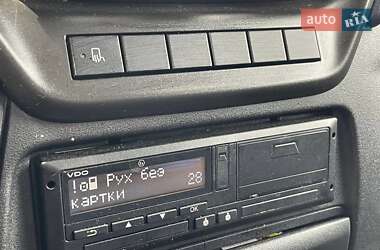 auto RIA
VDO
! Рух без 28
картки
OK